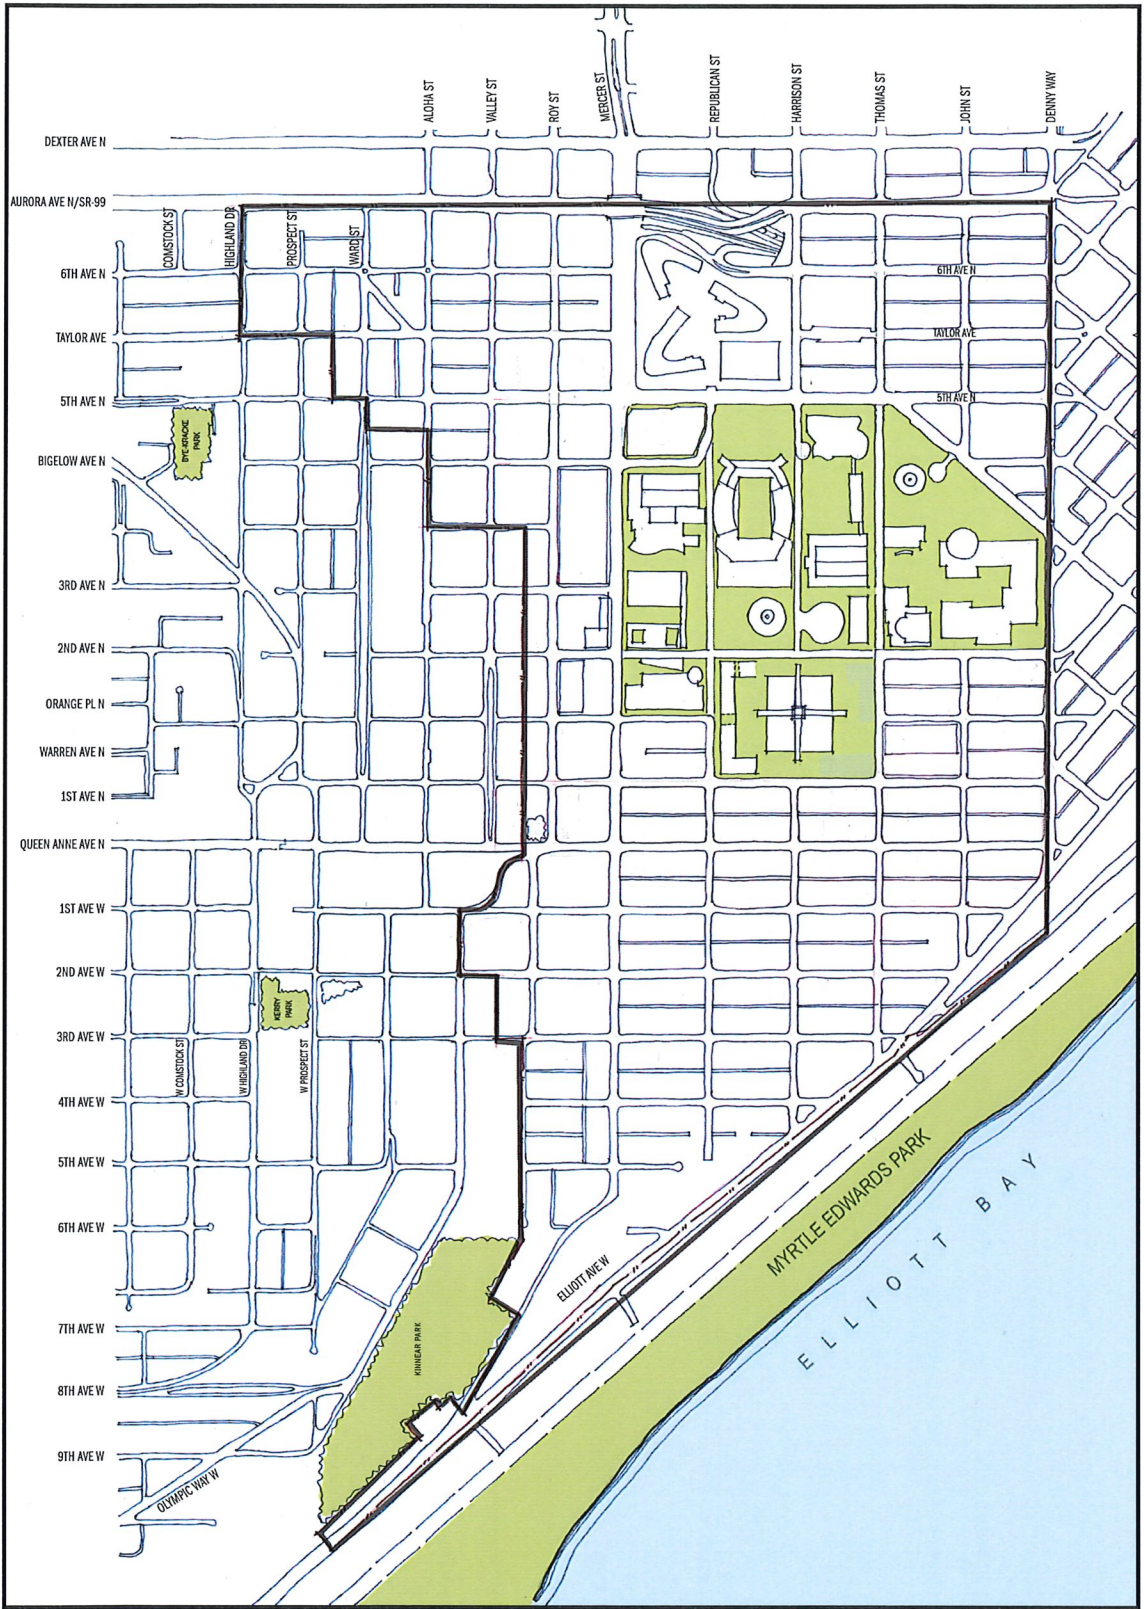 ALOHA ST
VALLEY ST
ROY ST
MERCER ST
REPUBLICAN ST
HARRISON ST
THOMAS ST
JOHN ST
DENNY WAY
DEXTER AVE N
AURORA AVE N/SR-99
COMSTOCK ST
HIGHLAND DR
PROSPECT ST
WARD ST
6TH AVE N
6TH AVE N
TAYLOR AVE
TAYLOR AVE
5TH AVE N
5TH AVE N
BYE-KRACKE
PARK
BIGELOW AVE N
3RD AVE N
2ND AVE N
ORANGE PL N
WARREN AVE N
1ST AVE N
QUEEN ANNE AVE N
1ST AVE W
2ND AVE W
KERRY
PARK
3RD AVE W
W COMSTOCK ST
W HIGHLAND DR
W PROSPECT ST
4TH AVE W
5TH AVE W
6TH AVE W
ELLIOTT AVE W
MYRTLE EDWARDS PARK
ELLIOTT BAY
7TH AVE W
KINNEAR PARK
8TH AVE W
9TH AVE W
OLYMPIC WAY W